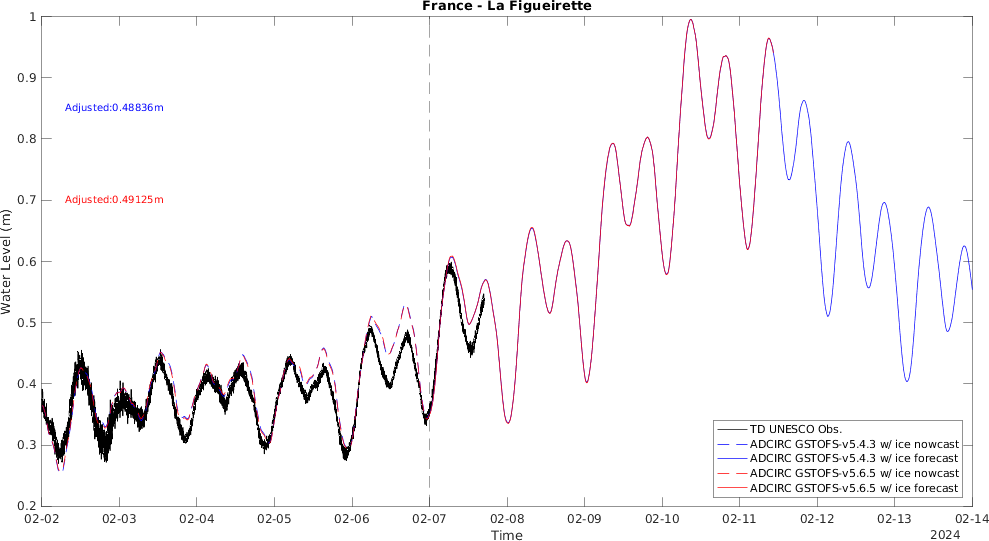 France - La Figueirette
1
0.9
0.8
0.7
0.6
0.5
0.4
0.3
0.2
Water Level (m)
Adjusted:0.48836m
Adjusted:0.49125m
TD UNESCO Obs.
ADCIRC GSTOFS-v5.4.3 w/ ice nowcast
ADCIRC GSTOFS-v5.4.3 w/ ice forecast
ADCIRC GSTOFS-v5.6.5 w/ ice nowcast
ADCIRC GSTOFS-v5.6.5 w/ ice forecast
02-02 02-03 02-04 02-05 02-06 02-07 02-08 02-09 02-10 02-11 02-12 02-13 02-14
Time
2024